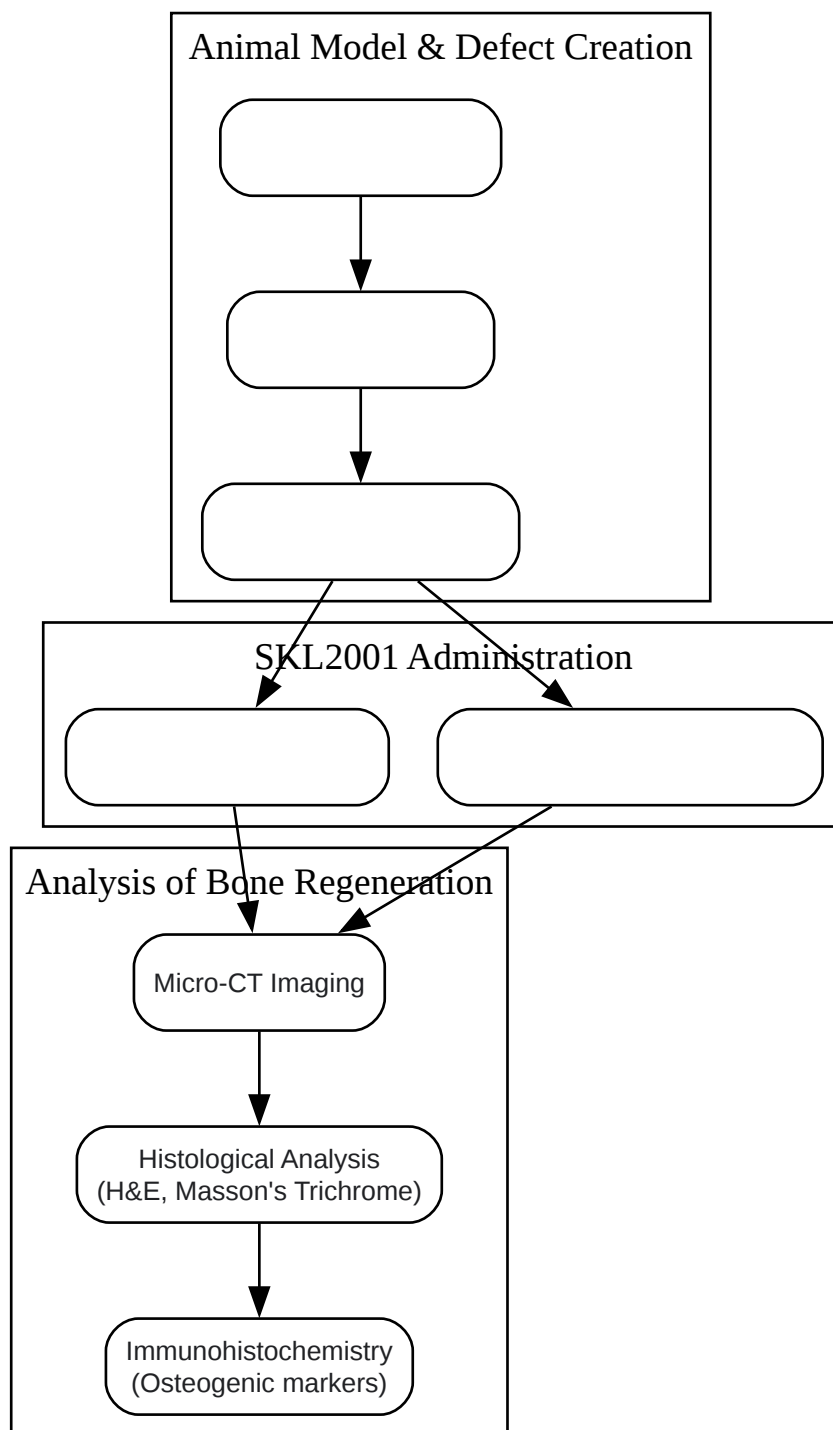 Animal Model & Defect Creation
SKL2001 Administration
Analysis of Bone Regeneration
Micro-CT Imaging
Histological Analysis
(H&E, Masson's Trichrome)
Immunohistochemistry
(Osteogenic markers)